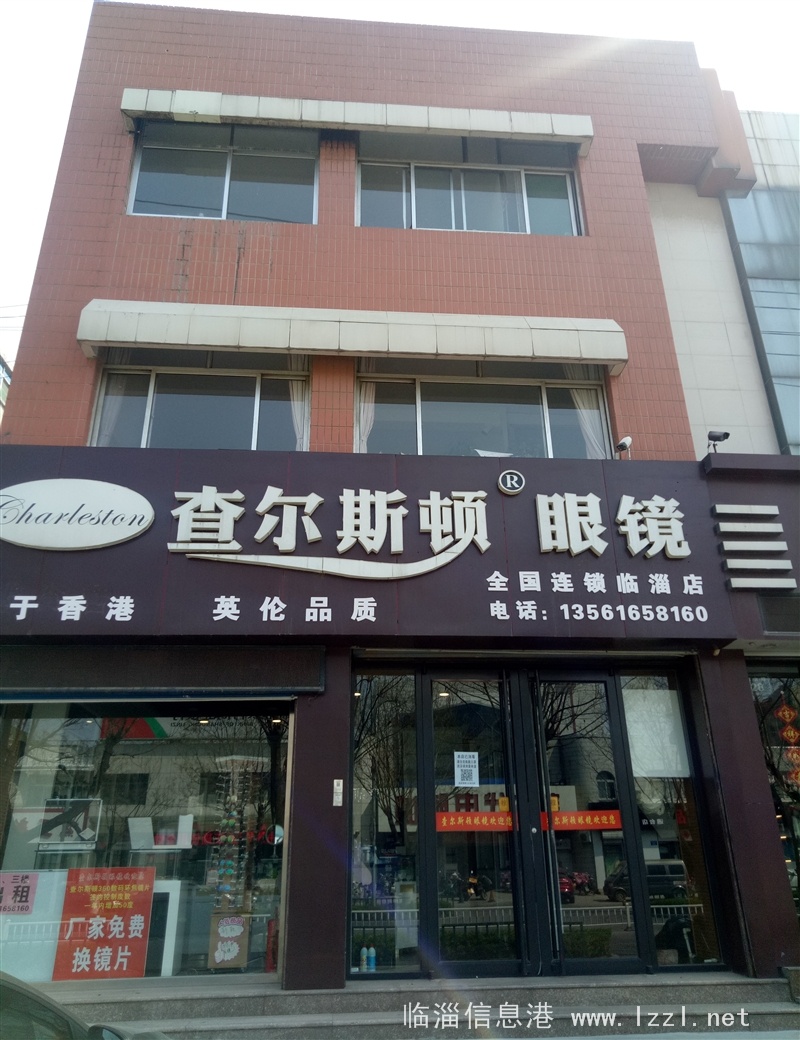 Charleston
查尔斯顿® 眼镜
于香港 英伦品质
全国连锁临淄店
电话：13561658160
查尔斯顿眼镜欢迎您
查尔斯顿眼镜欢迎您
厂家免费
换镜片
租
临淄信息港 www.lzzl.net